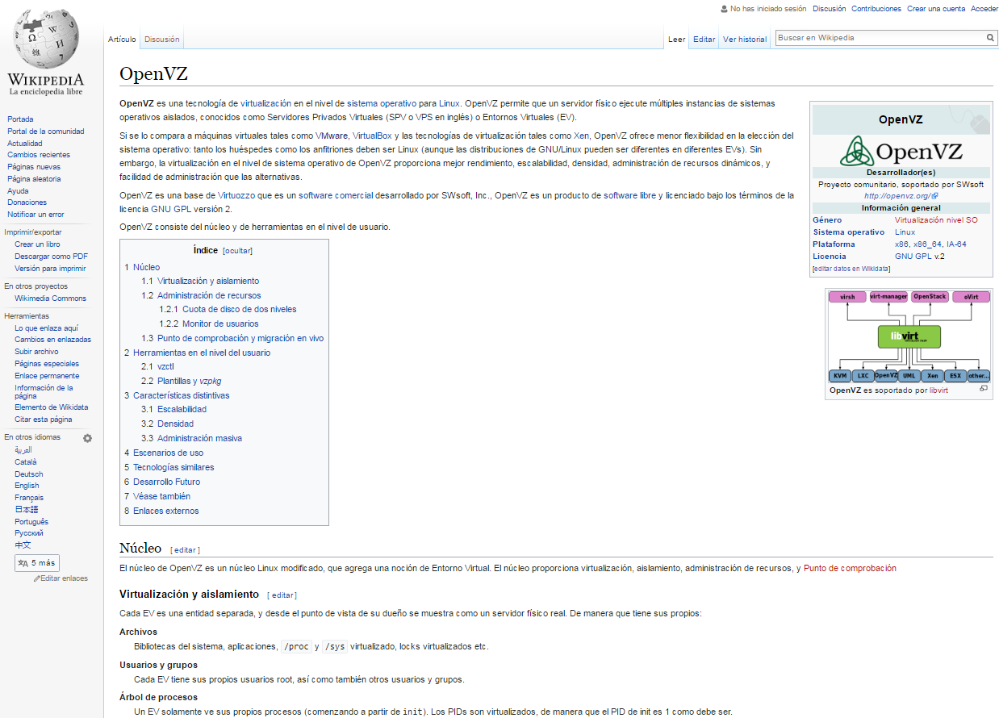 No has iniciado sesión Discusión Contribuciones Crear una cuenta Acceder
WIKIPEDIA
La enciclopedia libre
Artículo Discusión Leer Editar Ver historial Buscar en Wikipedia
Portada
Portal de la comunidad
Actualidad
Cambios recientes
Páginas nuevas
Página aleatoria
Ayuda
Donaciones
Notificar un error
Imprimir/exportar
Crear un libro
Descargar como PDF
Versión para imprimir
En otros proyectos
Wikimedia Commons
Herramientas
Lo que enlaza aquí
Cambios en enlazadas
Subir archivo
Páginas especiales
Enlace permanente
Información de la
página
Elemento de Wikidata
Citar esta página
En otros idiomas
العربية
Català
Deutsch
English
Français
日本語
Português
Русский
中文
5 más
Editar enlaces
OpenVZ
OpenVZ es una tecnología de virtualización en el nivel de sistema operativo para Linux. OpenVZ permite que un servidor físico ejecute múltiples instancias de sistemas
operativos aislados, conocidos como Servidores Privados Virtuales (SPV o VPS en inglés) o Entornos Virtuales (EV).
Si se lo compara a máquinas virtuales tales como VMware, VirtualBox y las tecnologías de virtualización tales como Xen, OpenVZ ofrece menor flexibilidad en la elección del
sistema operativo: tanto los huéspedes como los anfitriones deben ser Linux (aunque las distribuciones de GNU/Linux pueden ser diferentes en diferentes EVs). Sin
embargo, la virtualización en el nivel de sistema operativo de OpenVZ proporciona mejor rendimiento, escalabilidad, densidad, administración de recursos dinámicos, y
facilidad de administración que las alternativas.
OpenVZ es una base de Virtuozzo que es un software comercial desarrollado por SWsoft, Inc., OpenVZ es un producto de software libre y licenciado bajo los términos de la
licencia GNU GPL versión 2.
OpenVZ consiste del núcleo y de herramientas en el nivel de usuario.
Índice [ocultar]
1 Núcleo
1.1 Virtualización y aislamiento
1.2 Administración de recursos
1.2.1 Cuota de disco de dos niveles
1.2.2 Monitor de usuarios
1.3 Punto de comprobación y migración en vivo
2 Herramientas en el nivel del usuario
2.1 vzctl
2.2 Plantillas y vzpkg
3 Características distintivas
3.1 Escalabilidad
3.2 Densidad
3.3 Administración masiva
4 Escenarios de uso
5 Tecnologías similares
6 Desarrollo Futuro
7 Véase también
8 Enlaces externos
OpenVZ
OpenVZ
Desarrollador(es)
Proyecto comunitario, soportado por SWsoft
http://openvz.org/
Información general
Género Virtualización nivel SO
Sistema operativo Linux
Plataforma x86, x86_64, IA-64
Licencia GNU GPL v.2
[editar datos en Wikidata]
virsh virt-manager OpenStack oVirt
libvirt
KVM LXC OpenVZ UML Xen ESX other...
OpenVZ es soportado por libvirt
Núcleo [ editar ]
El núcleo de OpenVZ es un núcleo Linux modificado, que agrega una noción de Entorno Virtual. El núcleo proporciona virtualización, aislamiento, administración de recursos, y Punto de comprobación
Virtualización y aislamiento [ editar ]
Cada EV es una entidad separada, y desde el punto de vista de su dueño se muestra como un servidor físico real. De manera que tiene sus propios:
Archivos
Bibliotecas del sistema, aplicaciones, /proc y /sys virtualizado, locks virtualizados etc.
Usuarios y grupos
Cada EV tiene sus propios usuarios root, así como también otros usuarios y grupos.
Árbol de procesos
Un EV solamente ve sus propios procesos (comenzando a partir de init). Los PIDs son virtualizados, de manera que el PID de init es 1 como debe ser.